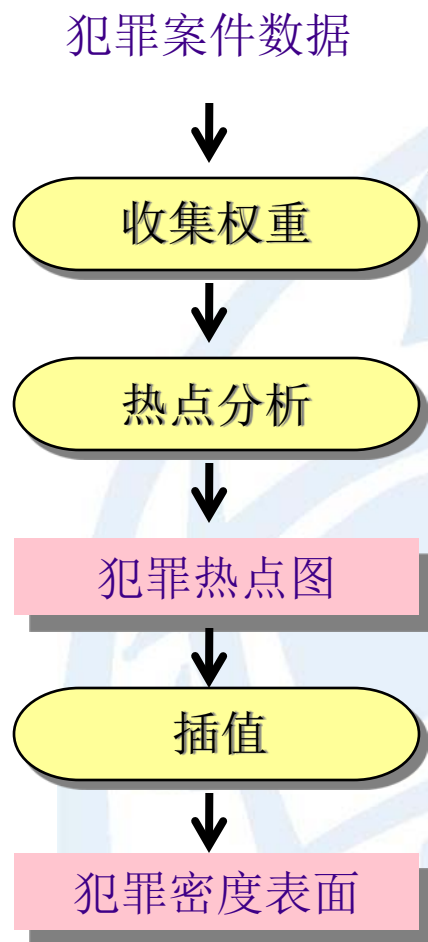 犯罪案件数据
收集权重
热点分析
犯罪热点图
插值
犯罪密度表面